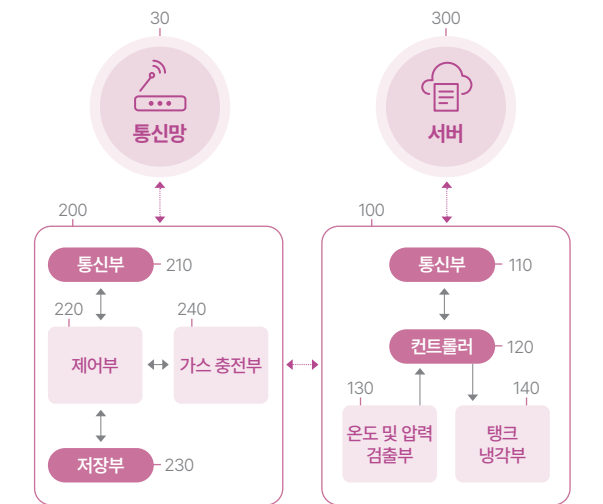 30
300
통신망
서버
200
100
통신부
210
통신부
110
220
240
제어부
가스 충전부
컨트롤러
120
130
140
온도 및 압력
검출부
탱크
냉각부
저장부
230